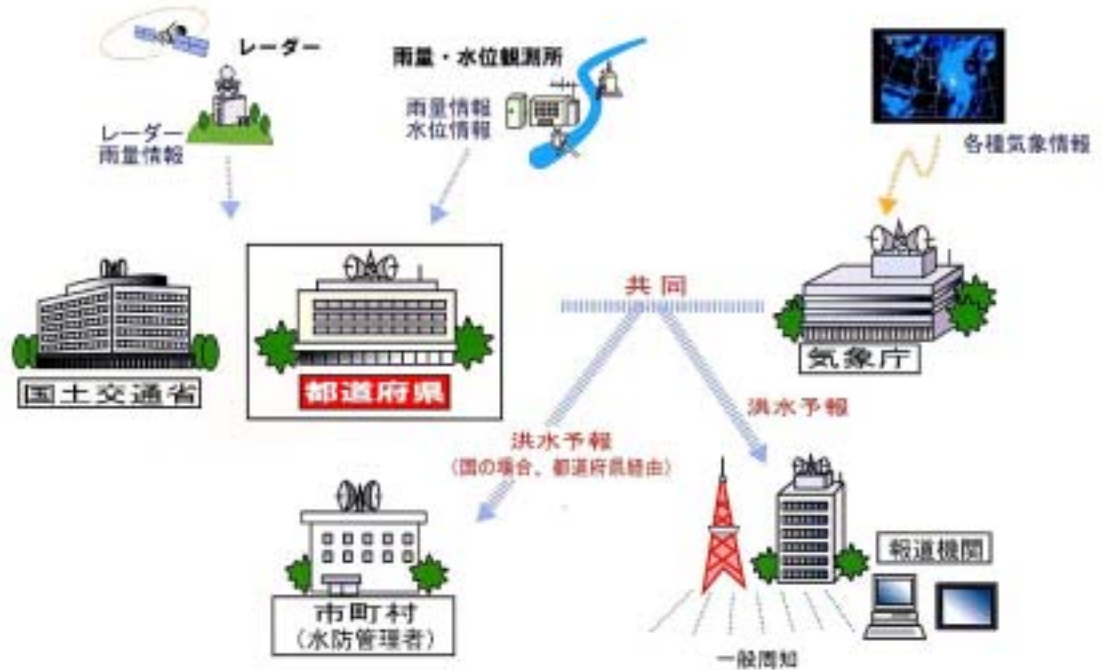 レーダー
雨量・水位観測所
レーダー
雨量情報
雨量情報
水位情報
各種気象情報
共同
国土交通省
都道府県
気象庁
洪水予報
(国の場合、都道府県経由)
洪水予報
市町村
(水防管理者)
報道機関
一般周知